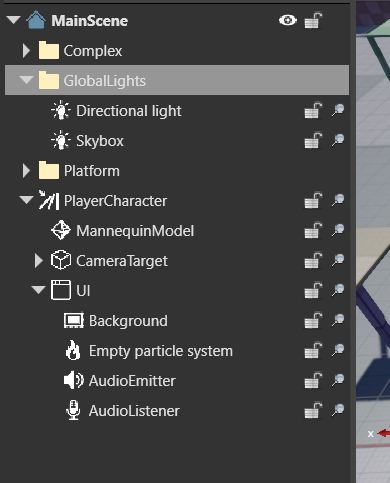 MainScene
Complex
GlobalLights
Directional light
Skybox
Platform
PlayerCharacter
MannequinModel
CameraTarget
UI
Background
Empty particle system
AudioEmitter
AudioListener
x